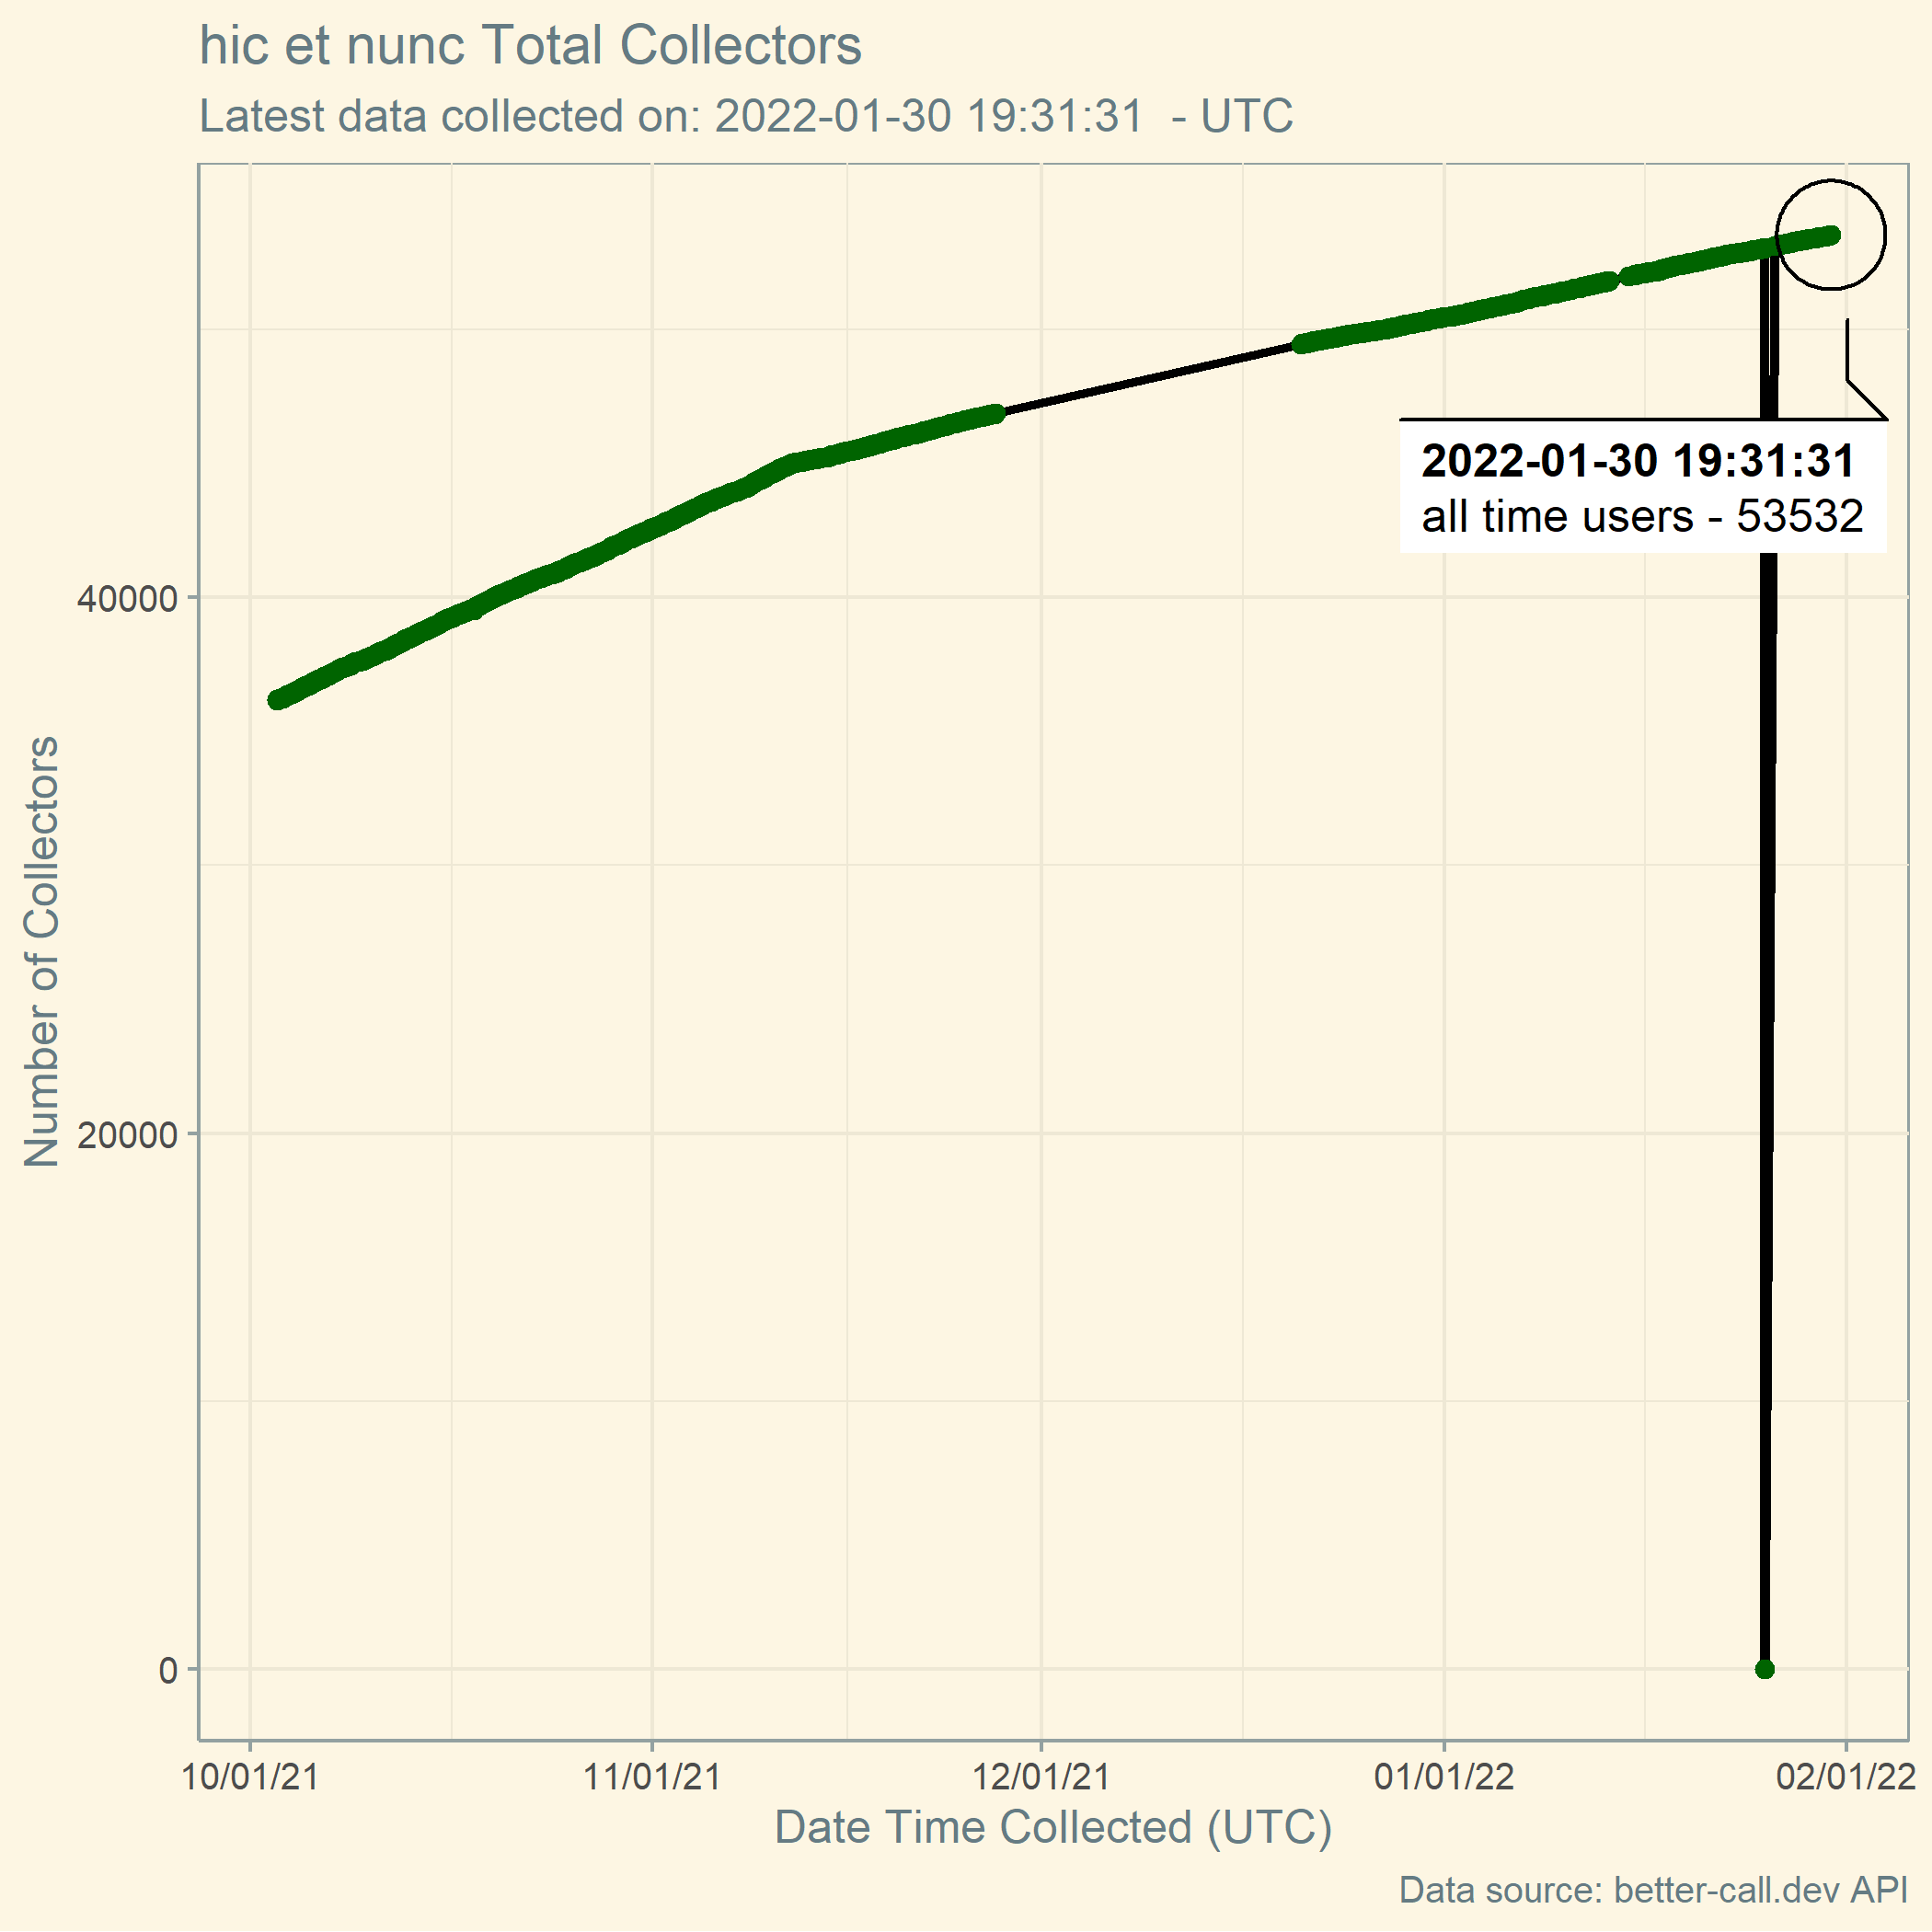 hic et nunc Total Collectors
Latest data collected on: 2022-01-30 19:31:31  - UTC
2022-01-30 19:31:31
all time users - 53532
Number of Collectors
40000
20000
0
10/01/21
11/01/21
12/01/21
01/01/22
02/01/22
Date Time Collected (UTC)
Data source: better-call.dev API